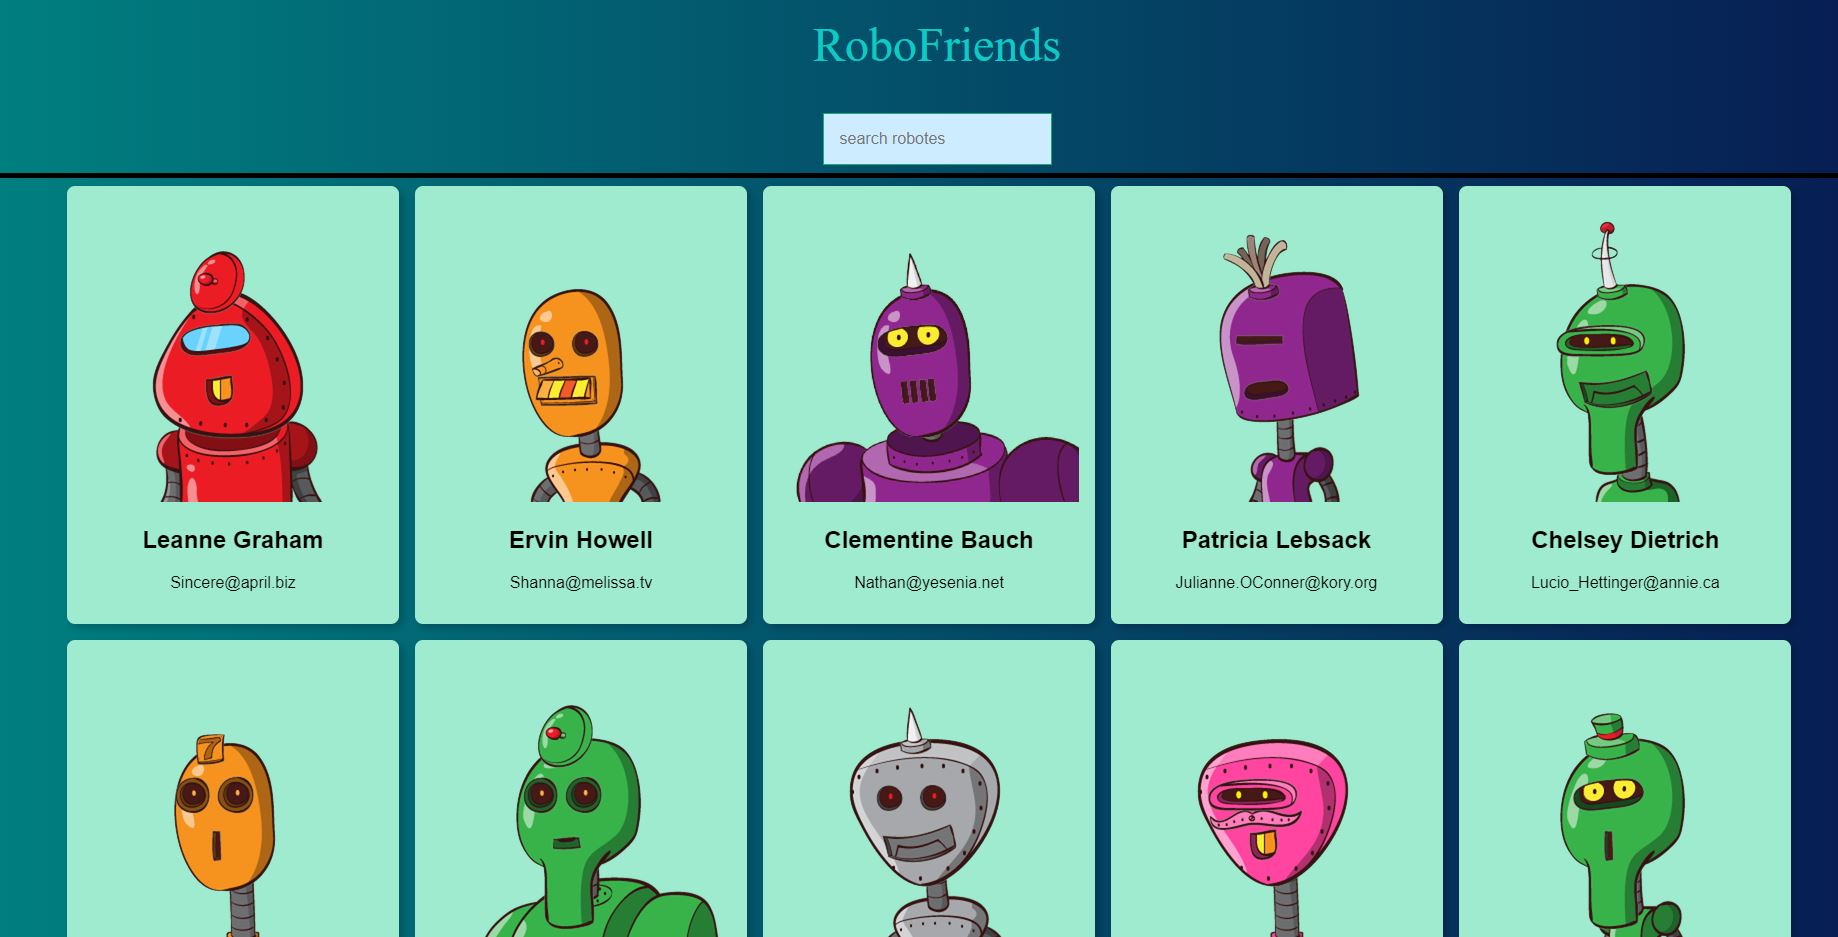 RoboFriends
search robotes
Leanne Graham
Sincere@april.biz
Ervin Howell
Shanna@melissa.tv
Clementine Bauch
Nathan@yesenia.net
Patricia Lebsack
Julianne.OConner@kory.org
Chelsey Dietrich
Lucio_Hettinger@annie.ca
7